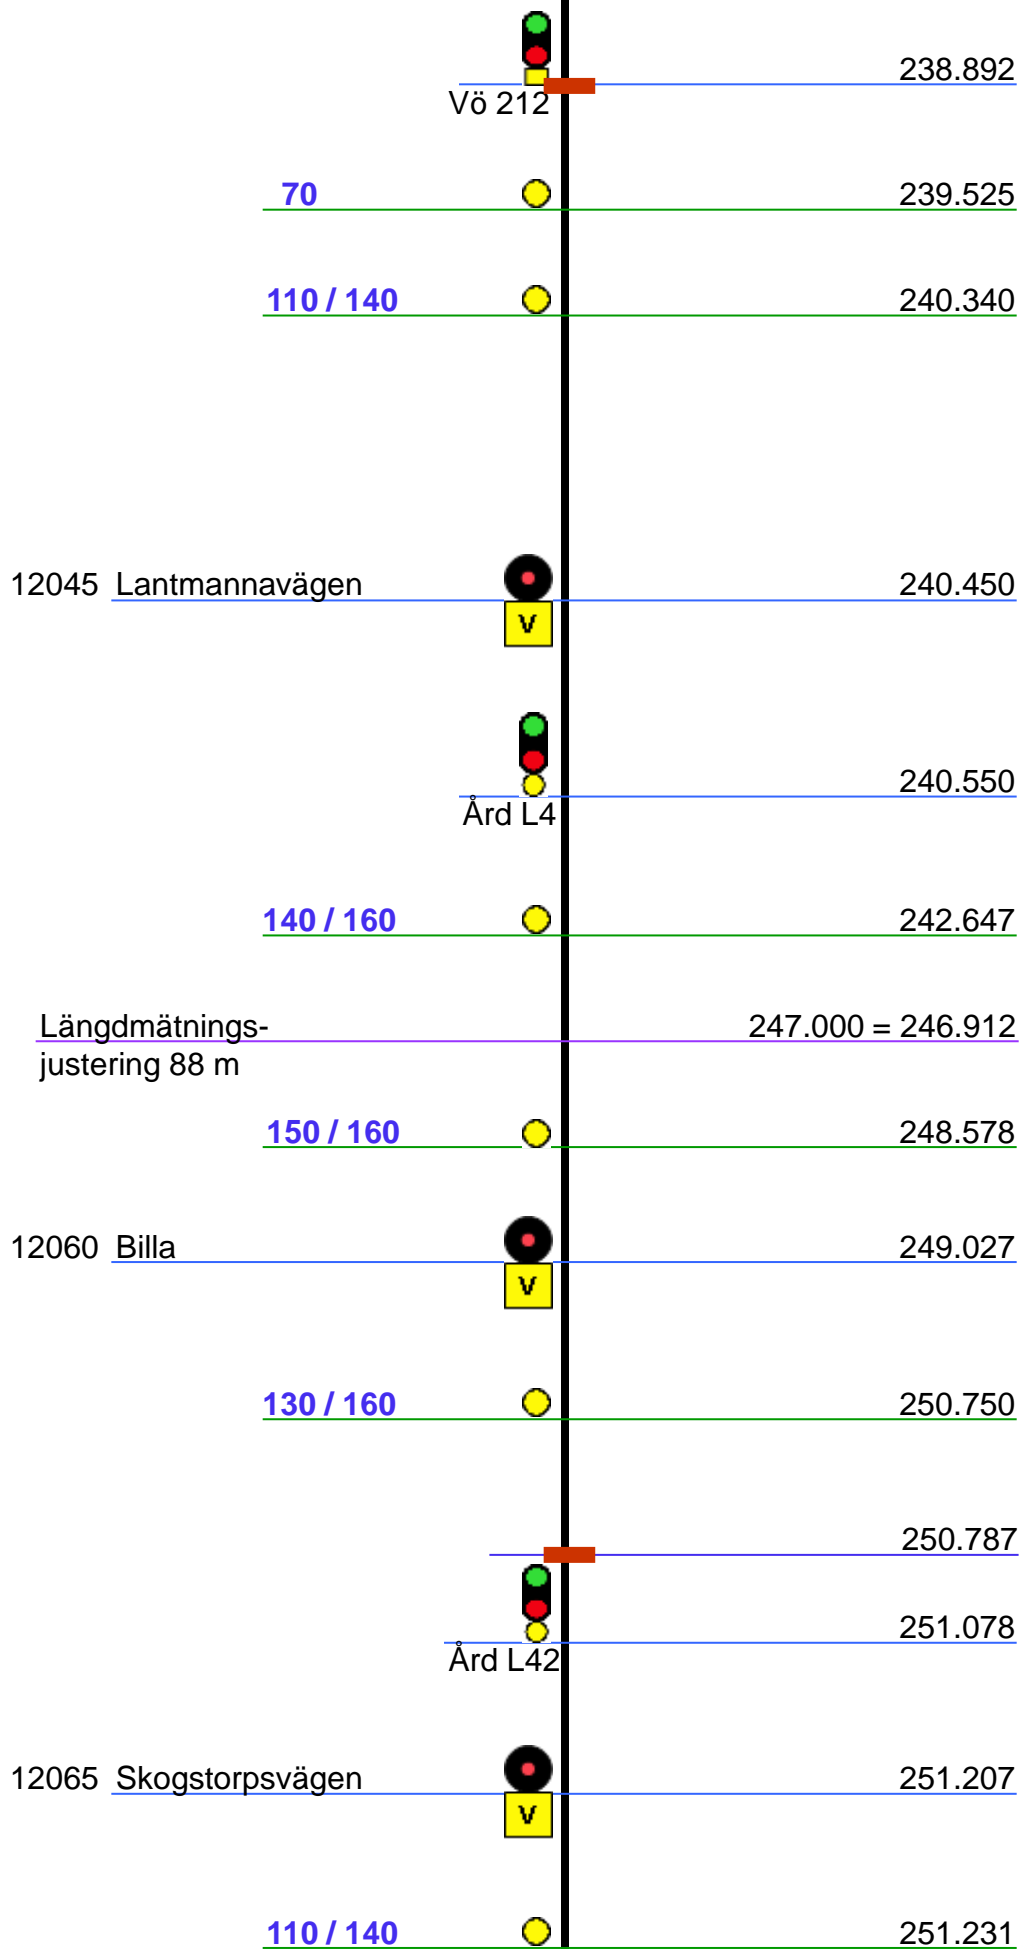 238.892
Vö 212
70 239.525
110 / 140 240.340
12045 Lantmannavägen 240.450
V
240.550
Ård L4
140 / 160 242.647
Längdmätnings- 247.000 = 246.912
justering 88 m
150 / 160 248.578
12060 Billa 249.027
V
130 / 160 250.750
250.787
251.078
Ård L42
12065 Skogstorpsvägen 251.207
V
110 / 140 251.231